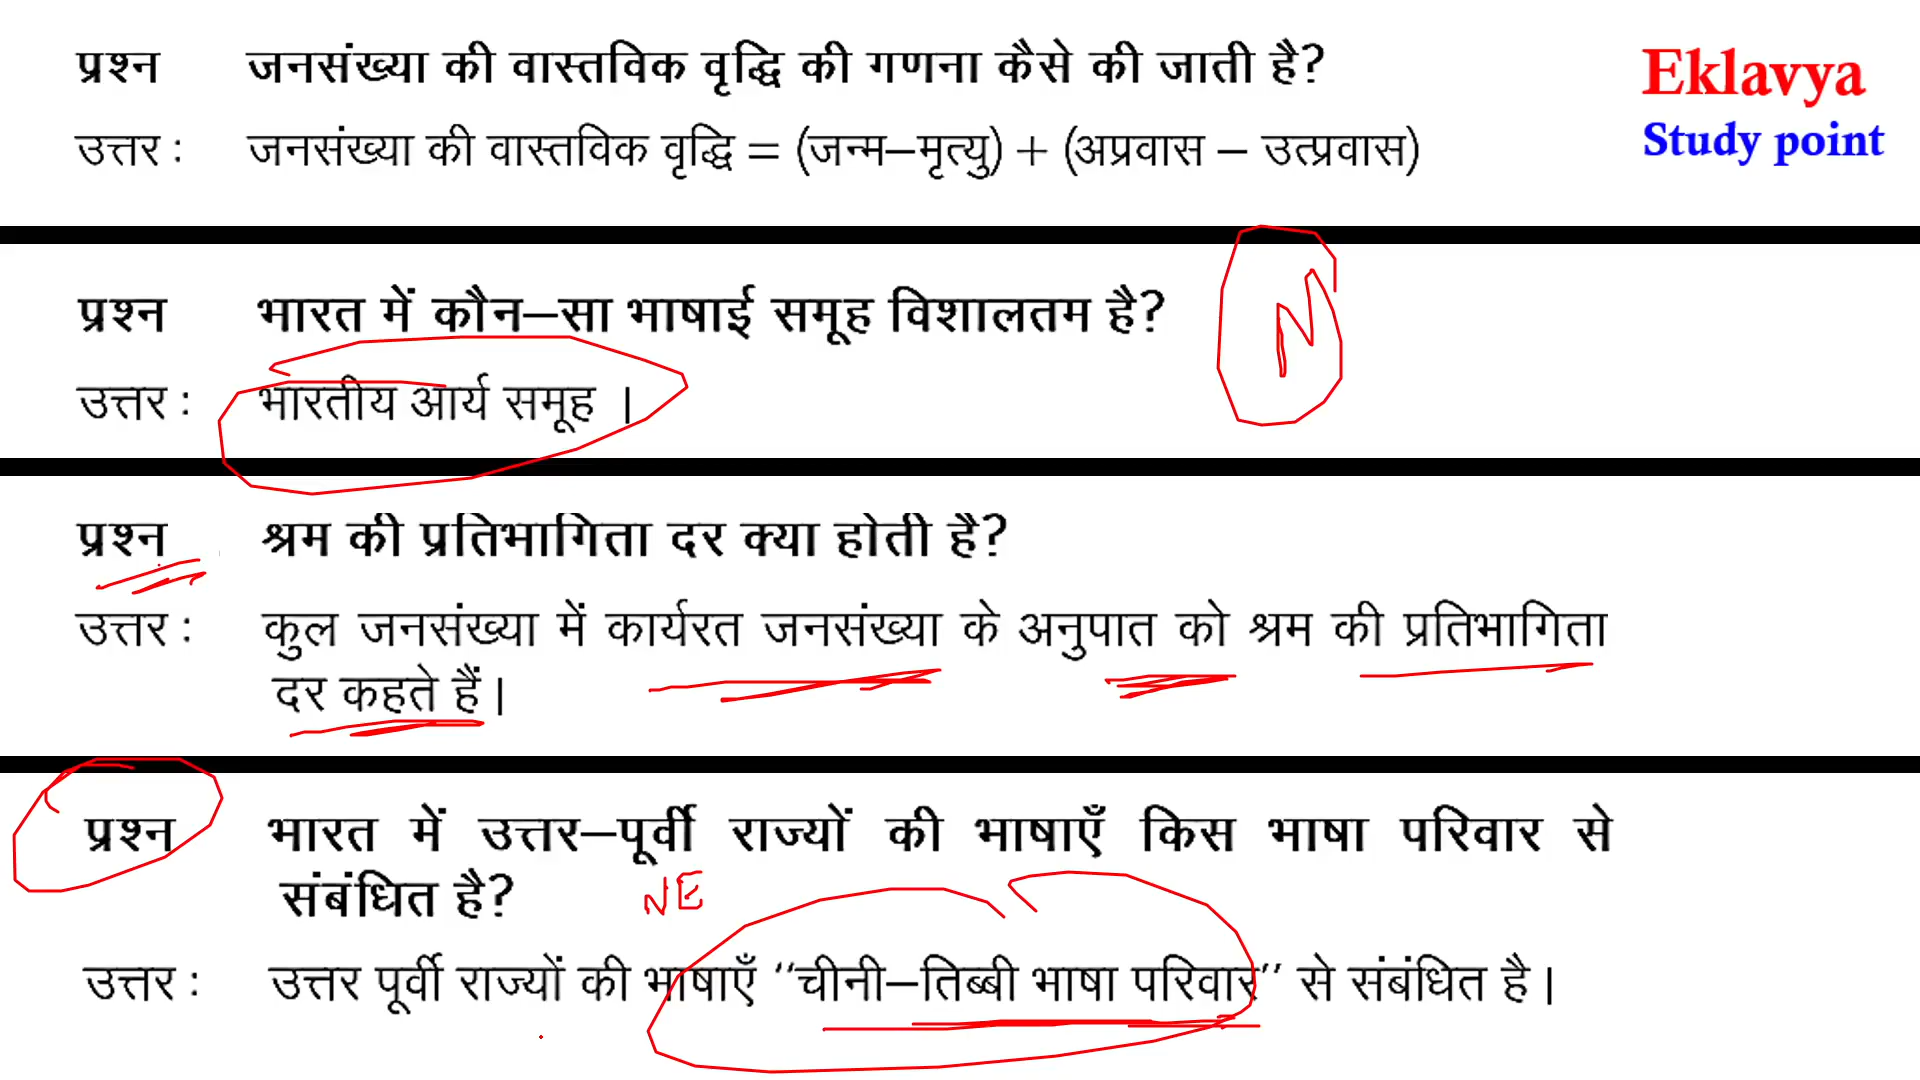 प्रश्न जनसंख्या की वास्तविक वृद्धि की गणना कैसे की जाती है?
Eklavya
Study point
उत्तर : जनसंख्या की वास्तविक वृद्धि = (जन्म–मृत्यु) + (अप्रवास – उत्प्रवास)
प्रश्न भारत में कौन–सा भाषाई समूह विशालतम है?
N
उत्तर : भारतीय आर्य समूह ।
प्रश्न श्रम की प्रतिभागिता दर क्या होती है?
उत्तर : कुल जनसंख्या में कार्यरत जनसंख्या के अनुपात को श्रम की प्रतिभागिता
दर कहते हैं।
प्रश्न भारत में उत्तर–पूर्वी राज्यों की भाषाएँ किस भाषा परिवार से
संबंधित है?
NE
उत्तर : उत्तर पूर्वी राज्यों की भाषाएँ ‘‘चीनी–तिब्बी भाषा परिवार’’ से संबंधित है।